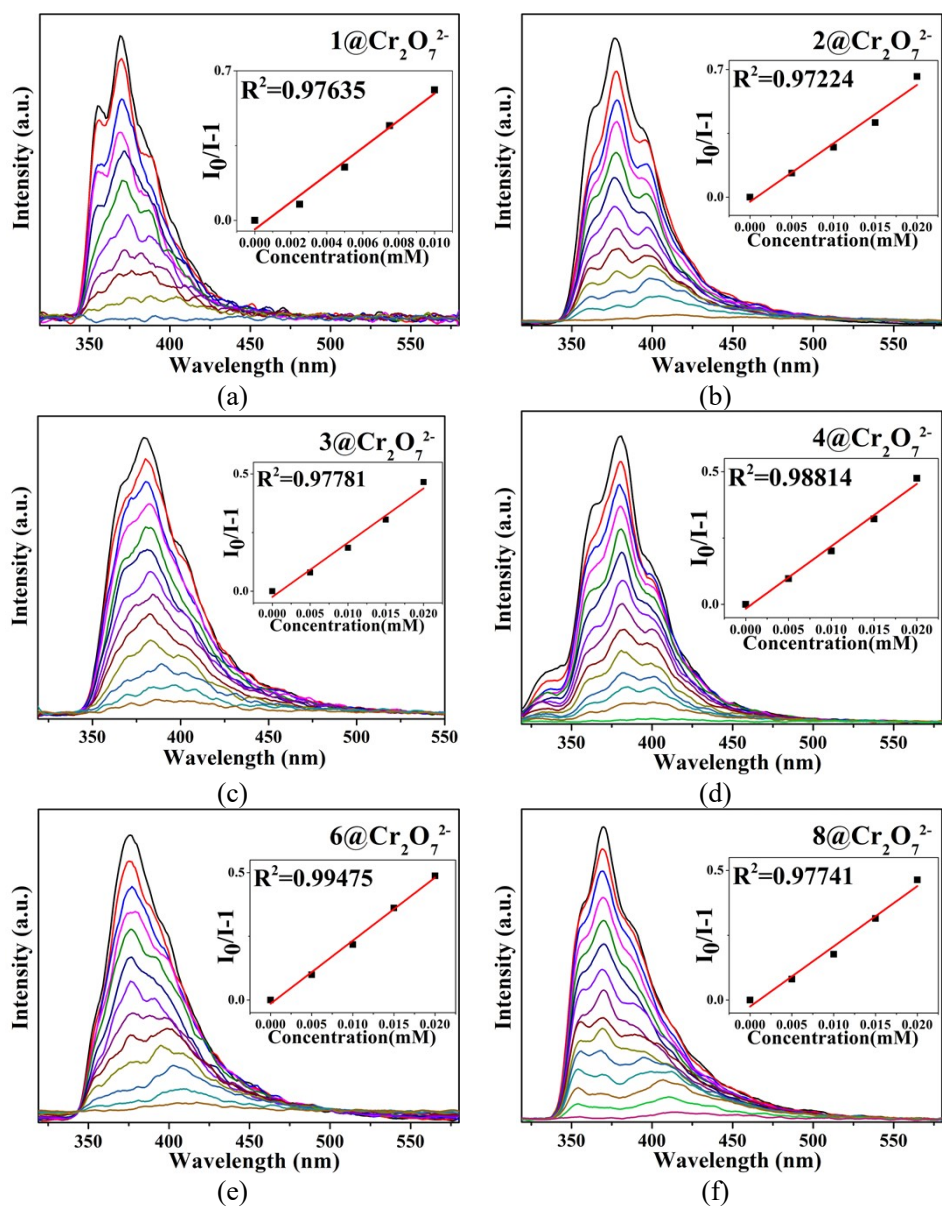 1@Cr₂O₇²⁻
R²=0.97635
0.7
0.0
I₀/I-1
0.000 0.002 0.004 0.006 0.008 0.010
Concentration(mM)
Intensity (a.u.)
350 400 450 500 550
Wavelength (nm)
(a)
2@Cr₂O₇²⁻
R²=0.97224
0.7
0.0
I₀/I-1
0.000 0.005 0.010 0.015 0.020
Concentration(mM)
Intensity (a.u.)
350 400 450 500 550
Wavelength (nm)
(b)
3@Cr₂O₇²⁻
R²=0.97781
0.5
0.0
I₀/I-1
0.000 0.005 0.010 0.015 0.020
Concentration(mM)
Intensity (a.u.)
350 400 450 500 550
Wavelength (nm)
(c)
4@Cr₂O₇²⁻
R²=0.98814
0.5
0.0
I₀/I-1
0.000 0.005 0.010 0.015 0.020
Concentration(mM)
Intensity (a.u.)
350 400 450 500 550
Wavelength (nm)
(d)
6@Cr₂O₇²⁻
R²=0.99475
0.5
0.0
I₀/I-1
0.000 0.005 0.010 0.015 0.020
Concentration(mM)
Intensity (a.u.)
350 400 450 500 550
Wavelength (nm)
(e)
8@Cr₂O₇²⁻
R²=0.97741
0.5
0.0
I₀/I-1
0.000 0.005 0.010 0.015 0.020
Concentration(mM)
Intensity (a.u.)
350 400 450 500 550
Wavelength (nm)
(f)